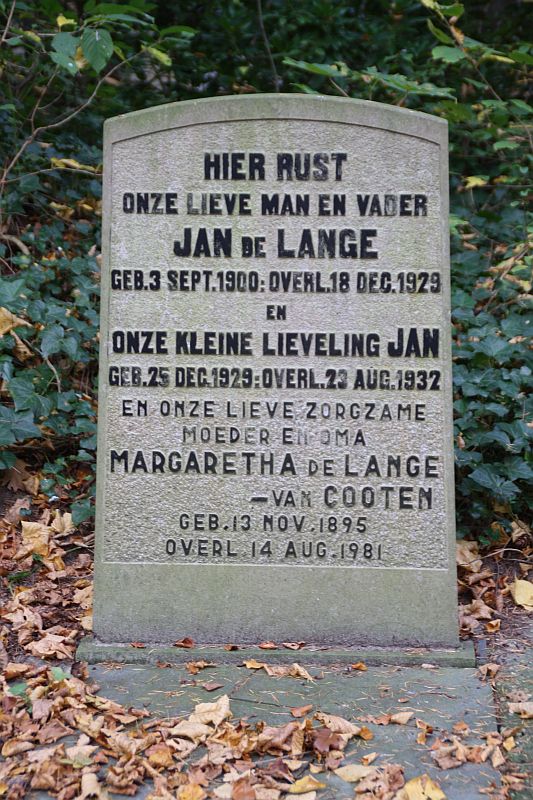 HIER RUST
ONZE LIEVE MAN EN VADER
JAN DE LANGE
GEB. 3 SEPT. 1900 : OVERL. 18 DEC. 1929
EN
ONZE KLEINE LIEVELING JAN
GEB. 25 DEC. 1929 : OVERL. 23 AUG. 1932
EN ONZE LIEVE ZORGZAME
MOEDER EN OMA
MARGARETHA DE LANGE
– VAN COOTEN
GEB. 13 NOV. 1895
OVERL 14 AUG. 1981